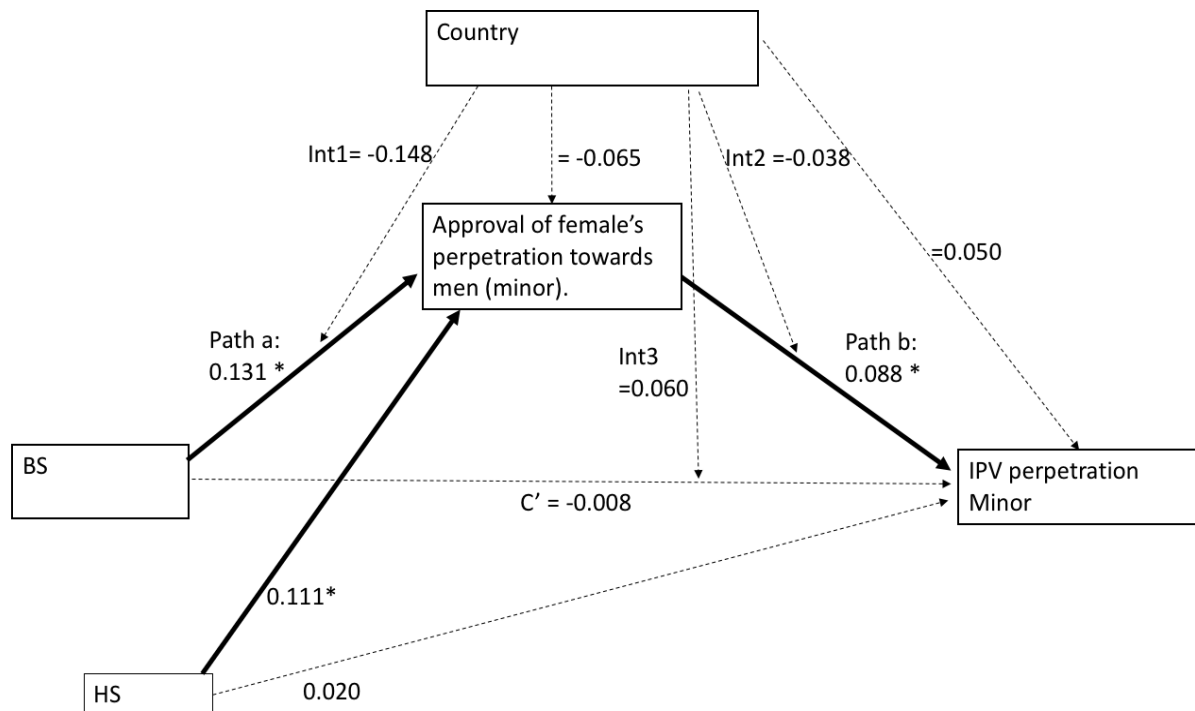 Country
Int1= -0.148
= -0.065
Int2 =-0.038
Approval of female’s
perpetration towards
men (minor).
=0.050
Path a:
0.131 *
Int3
=0.060
Path b:
0.088 *
BS
C’ = -0.008
IPV perpetration
Minor
0.111*
HS
0.020